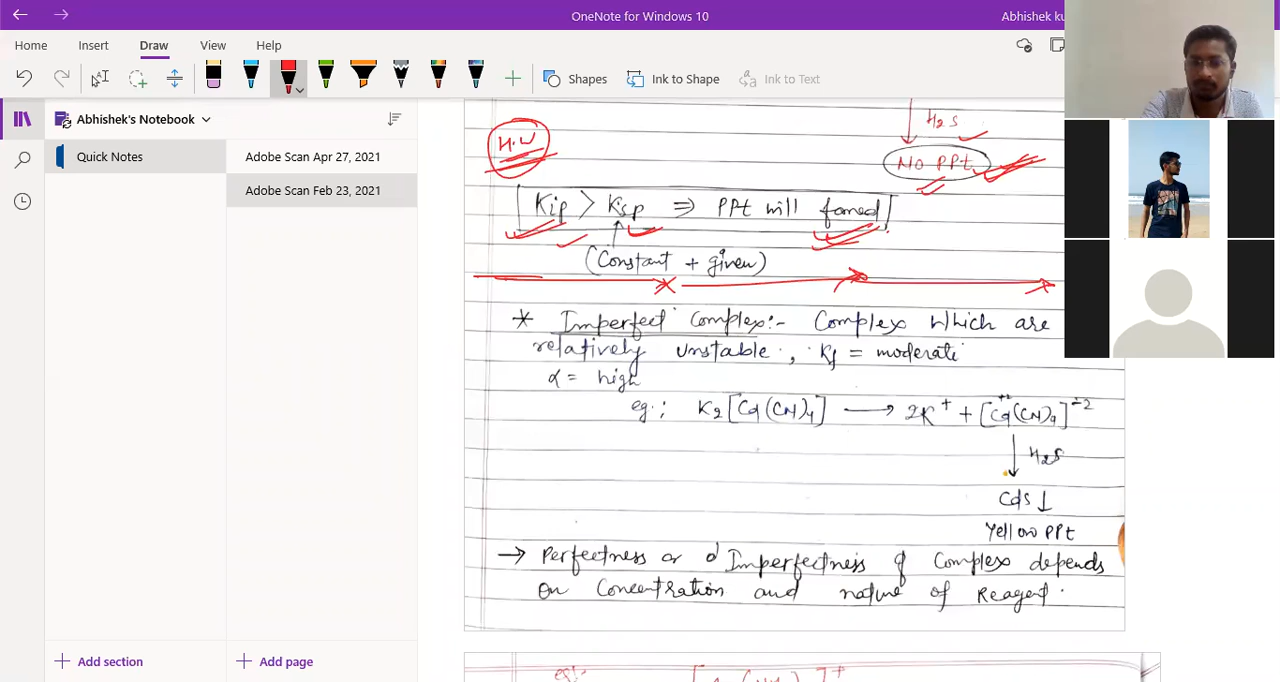 OneNote for Windows 10
Abhishek ku
Home Insert Draw View Help
Shapes Ink to Shape Ink to Text
Abhishek's Notebook
Quick Notes
Adobe Scan Apr 27, 2021
Adobe Scan Feb 23, 2021
H2S
H.W
No PPt
Kip > Ksp ⇒ PPt will formed
(Constant + given)
* Imperfect Complex:- Complex which are
relatively unstable, Kf = moderate
α = high
eg.; K2[Cd(CN)4] → 2K+ + [Cd(CN)4]-2
+2
H2S
Cds↓
Yellow PPt
→ Perfectness or Imperfectness of Complex depends
On Concentration and nature of Reagent.
eg:
Add section
Add page